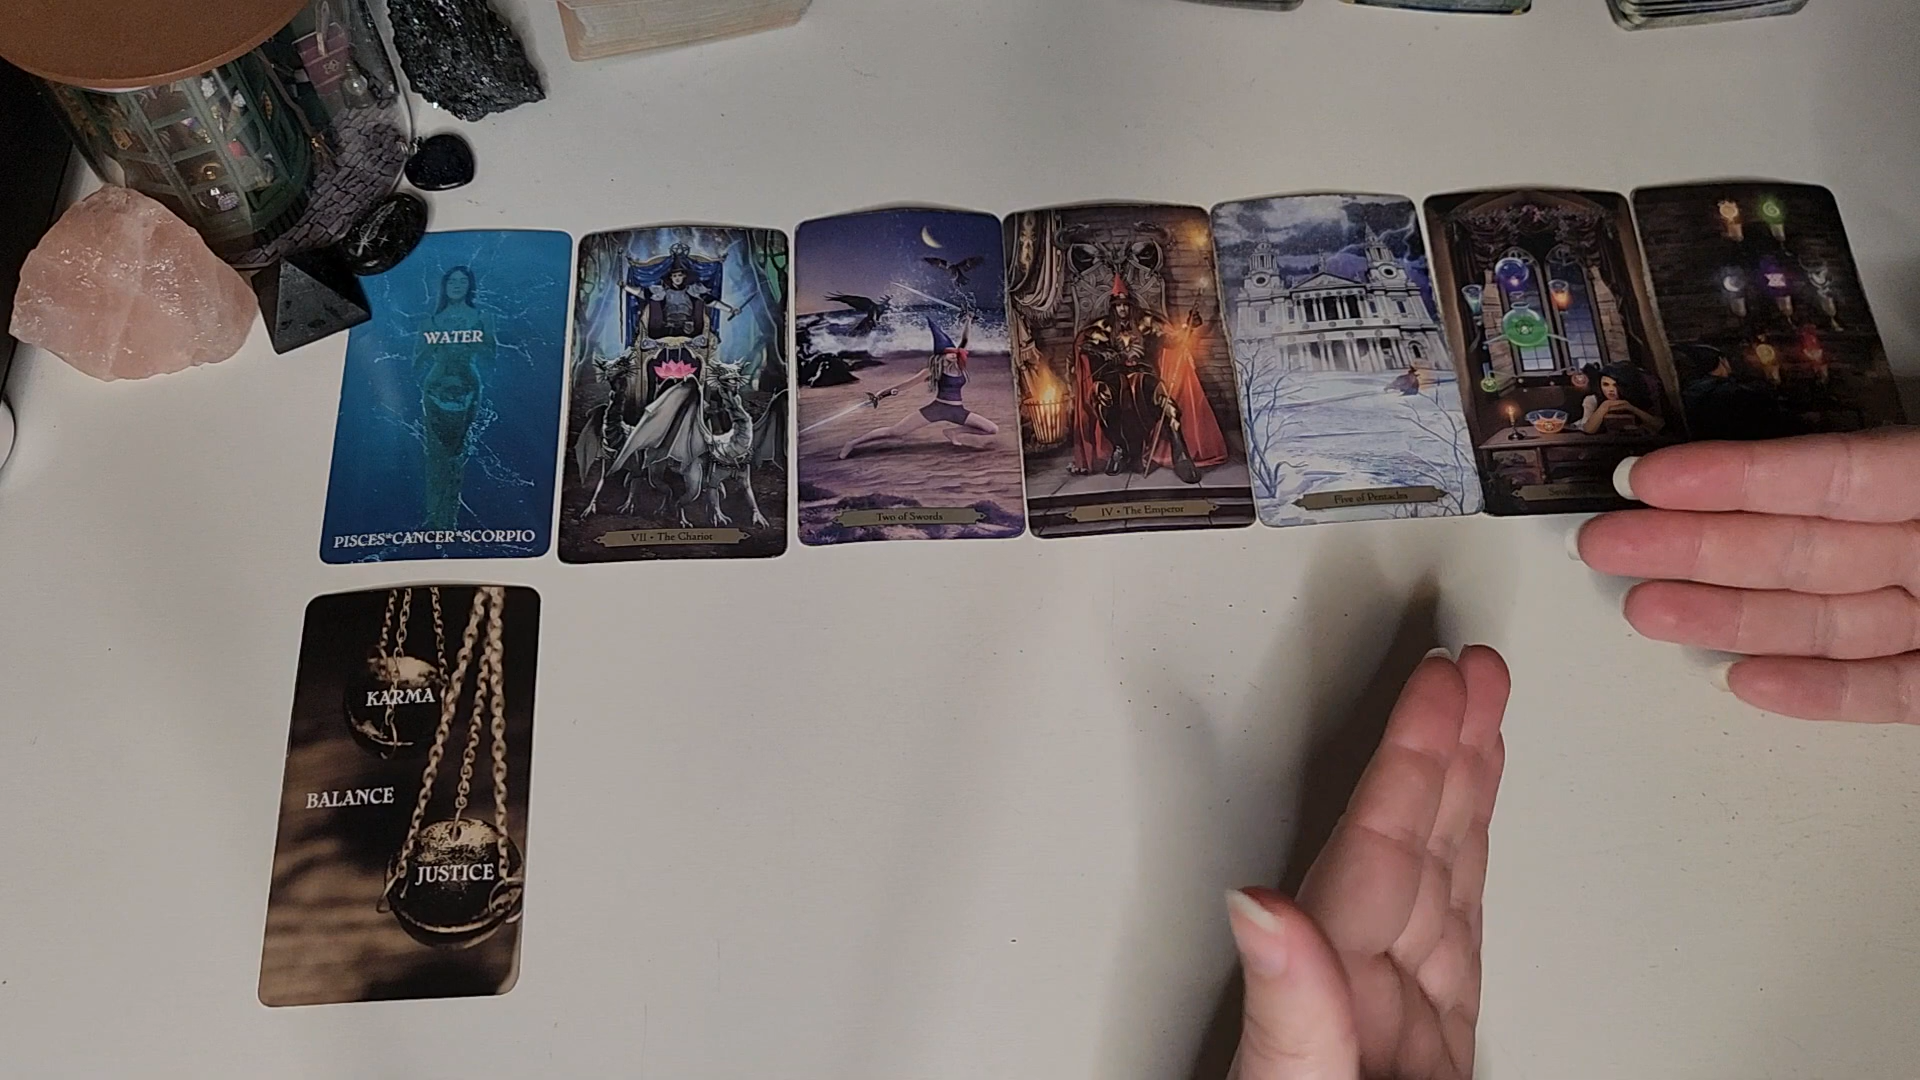 WATER
PISCES*CANCER*SCORPIO
VII • The Chariot
Two of Swords
IV • The Emperor
Five of Pentacles
KARMA
BALANCE
JUSTICE